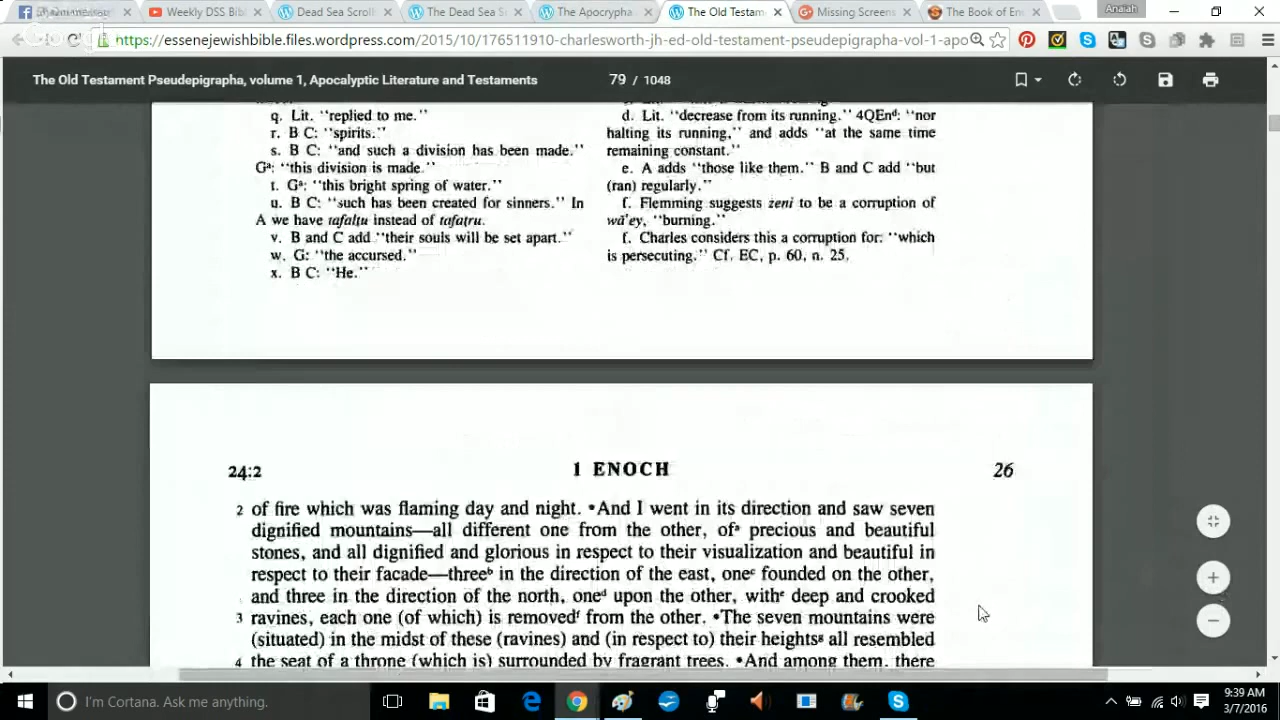 Weekly DSS Bib
Dead Sea Scroll
The Dead Sea S
The Apocrypha
The Old Testam
Missing Screens
The Book of En
Anaiah
https://essenejewishbible.files.wordpress.com/2015/10/176511910-charlesworth-jh-ed-old-testament-pseudepigrapha-vol-1-apo
The Old Testament Pseudepigrapha, volume 1, Apocalyptic Literature and Testaments
79 / 1048
q. Lit. "replied to me."
r. B C: "spirits."
s. B C: "and such a division has been made."
Gª: "this division is made."
t. Gª: "this bright spring of water."
u. B C: "such has been created for sinners." In
A we have tafaltu instead of tafaṭru.
v. B and C add "their souls will be set apart."
w. G: "the accursed."
x. B C: "He."
d. Lit. "decrease from its running." 4QEnᵈ: "nor
halting its running," and adds "at the same time
remaining constant."
e. A adds "those like them." B and C add "but
(ran) regularly."
f. Flemming suggests zeni to be a corruption of
wā'ey, "burning."
f. Charles considers this a corruption for: "which
is persecuting." Cf. EC, p. 60, n. 25.
24:2
1 ENOCH
26
2 of fire which was flaming day and night. •And I went in its direction and saw seven
dignified mountains—all different one from the other, ofª precious and beautiful
stones, and all dignified and glorious in respect to their visualization and beautiful in
respect to their facade—threeᵇ in the direction of the east, oneᶜ founded on the other,
and three in the direction of the north, oneᵈ upon the other, withᵉ deep and crooked
3 ravines, each one (of which) is removedᶠ from the other. •The seven mountains were
(situated) in the midst of these (ravines) and (in respect to) their heightsᵍ all resembled
4 the seat of a throne (which is) surrounded by fragrant trees. •And among them, there
I'm Cortana. Ask me anything.
9:39 AM
3/7/2016